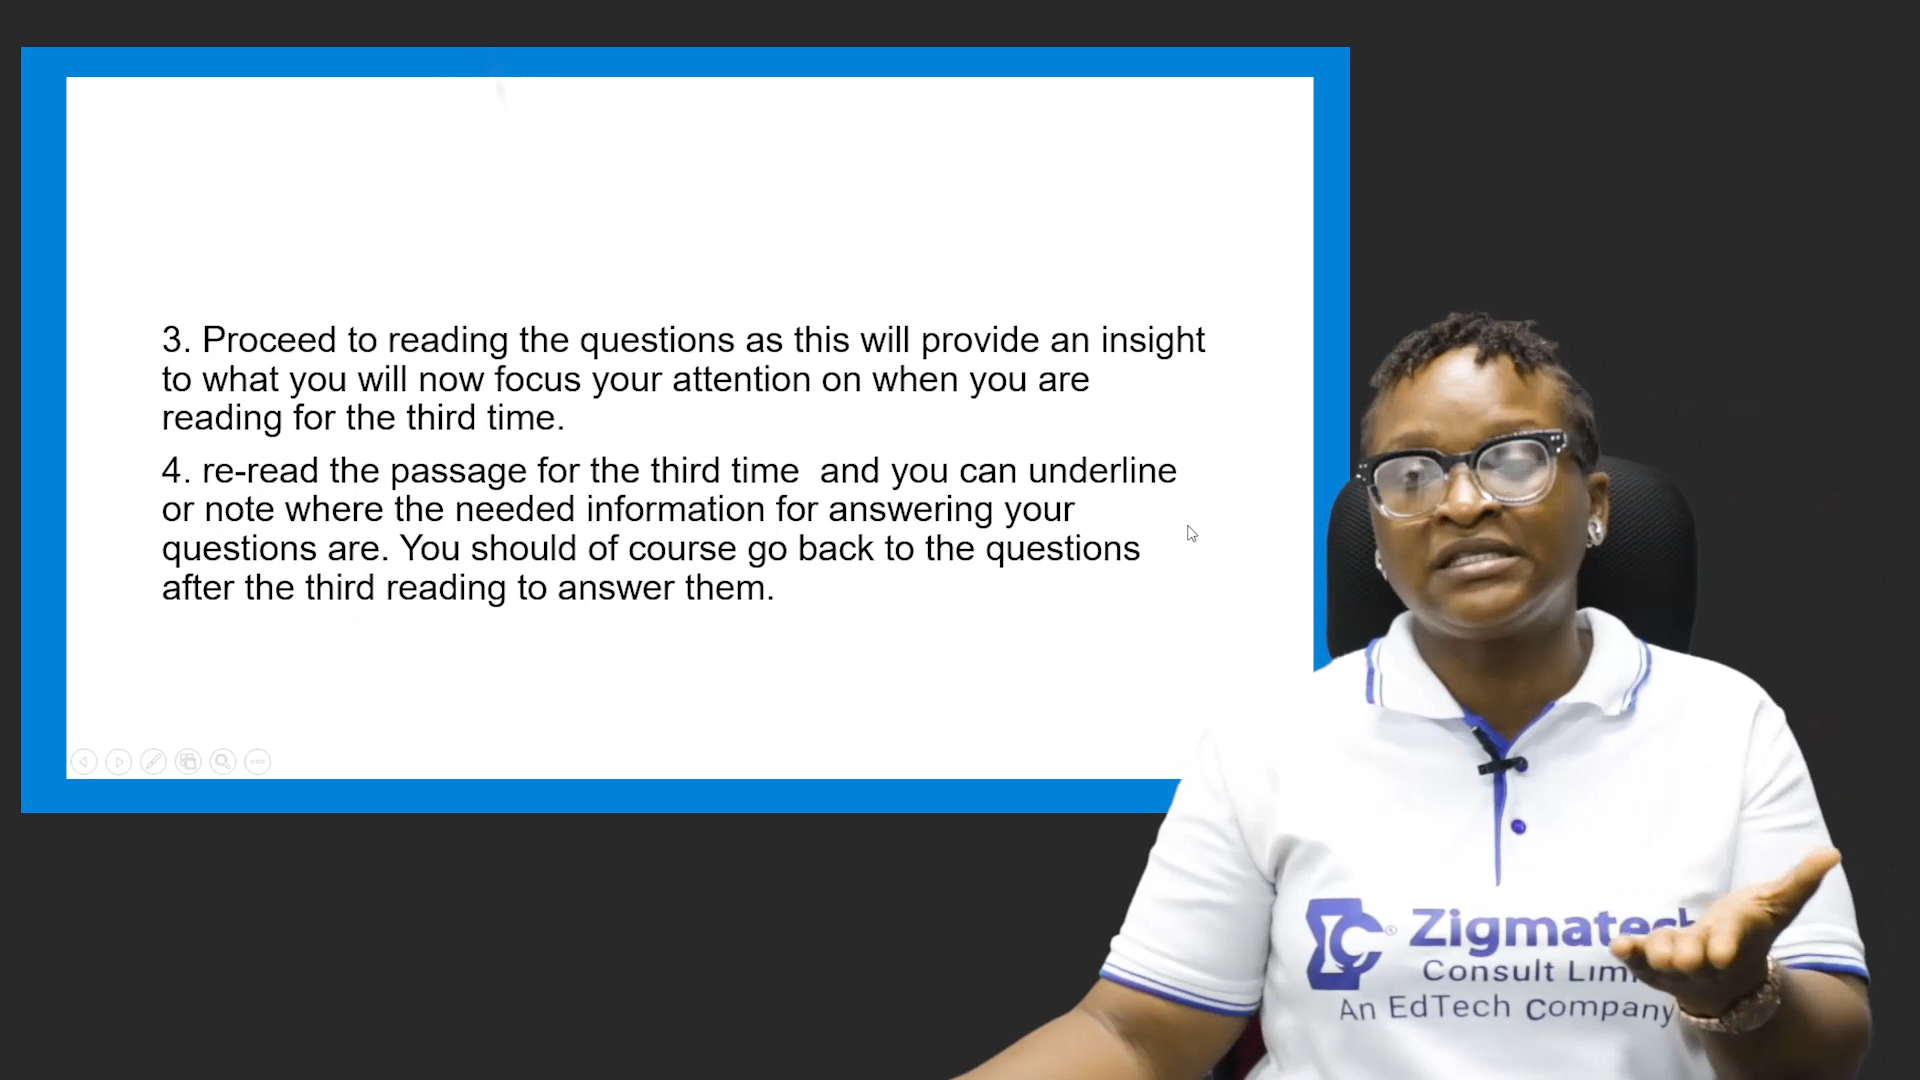 3. Proceed to reading the questions as this will provide an insight
to what you will now focus your attention on when you are
reading for the third time.
4. re-read the passage for the third time  and you can underline
or note where the needed information for answering your
questions are. You should of course go back to the questions
after the third reading to answer them.
Zigmatech
Consult Lim
An EdTech Company